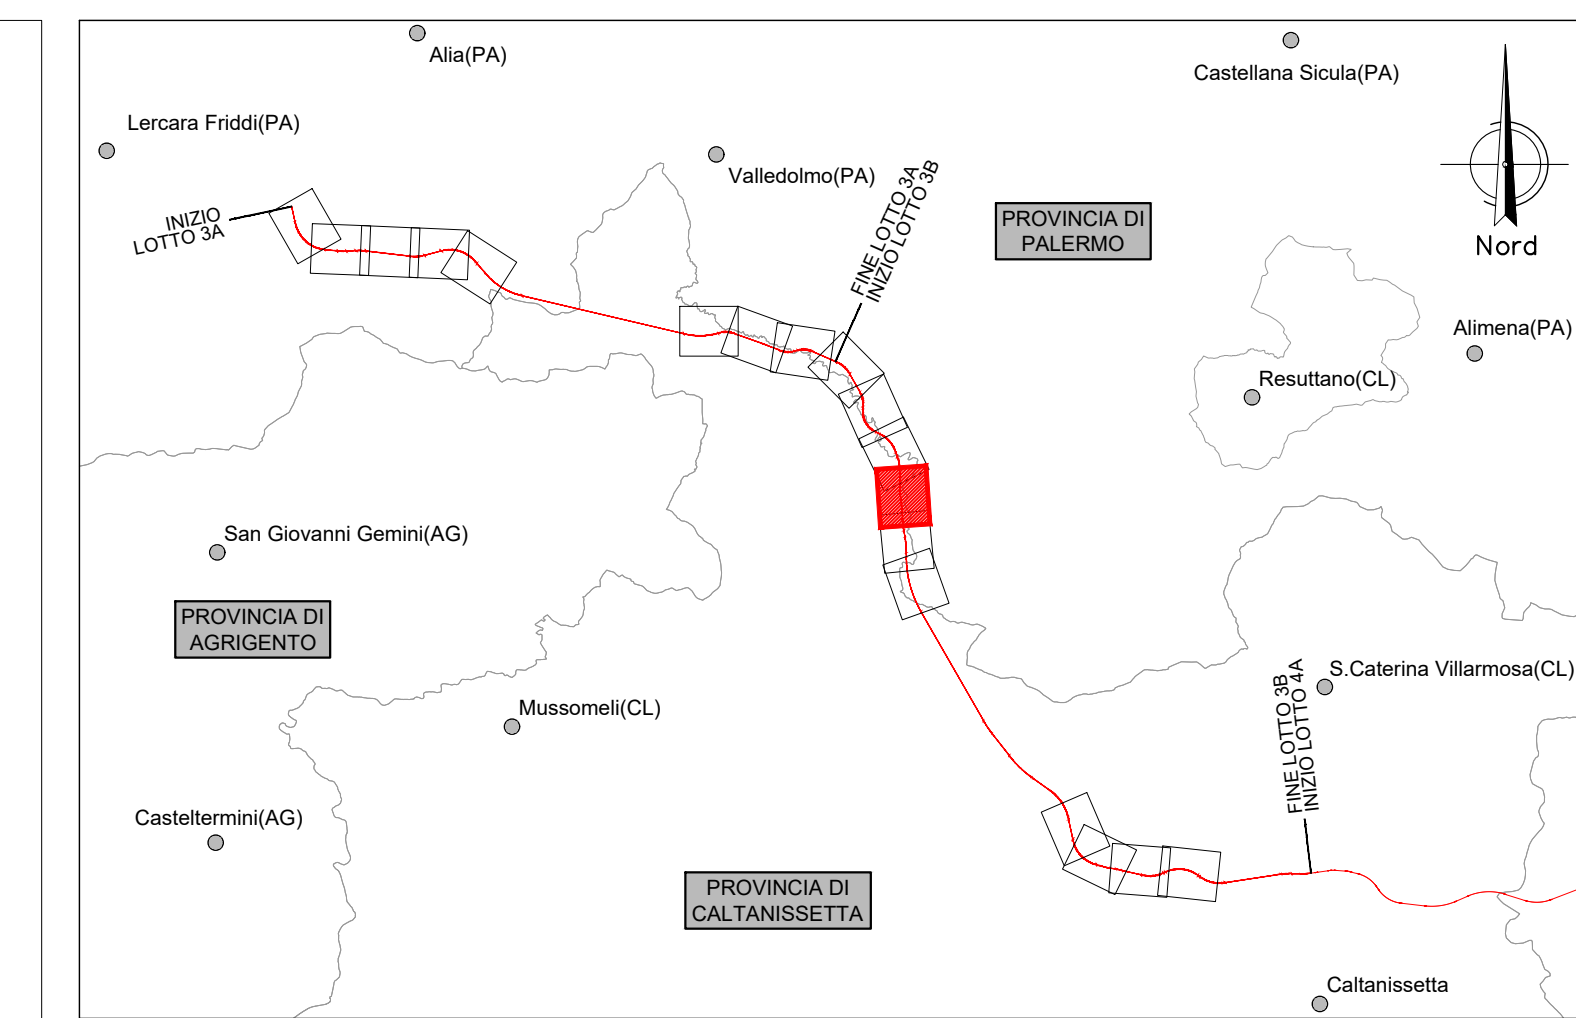 Alia(PA)
Castellana Sicula(PA)
Lercara Friddi(PA)
Valledolmo(PA)
INIZIO
LOTTO 3A
FINE LOTTO 3A
INIZIO LOTTO 3B
PROVINCIA DI
PALERMO
Nord
Alimena(PA)
Resuttano(CL)
San Giovanni Gemini(AG)
PROVINCIA DI
AGRIGENTO
Mussomeli(CL)
S.Caterina Villarmosa(CL)
FINE LOTTO 3B
INIZIO LOTTO 4A
Casteltermini(AG)
PROVINCIA DI
CALTANISSETTA
Caltanissetta